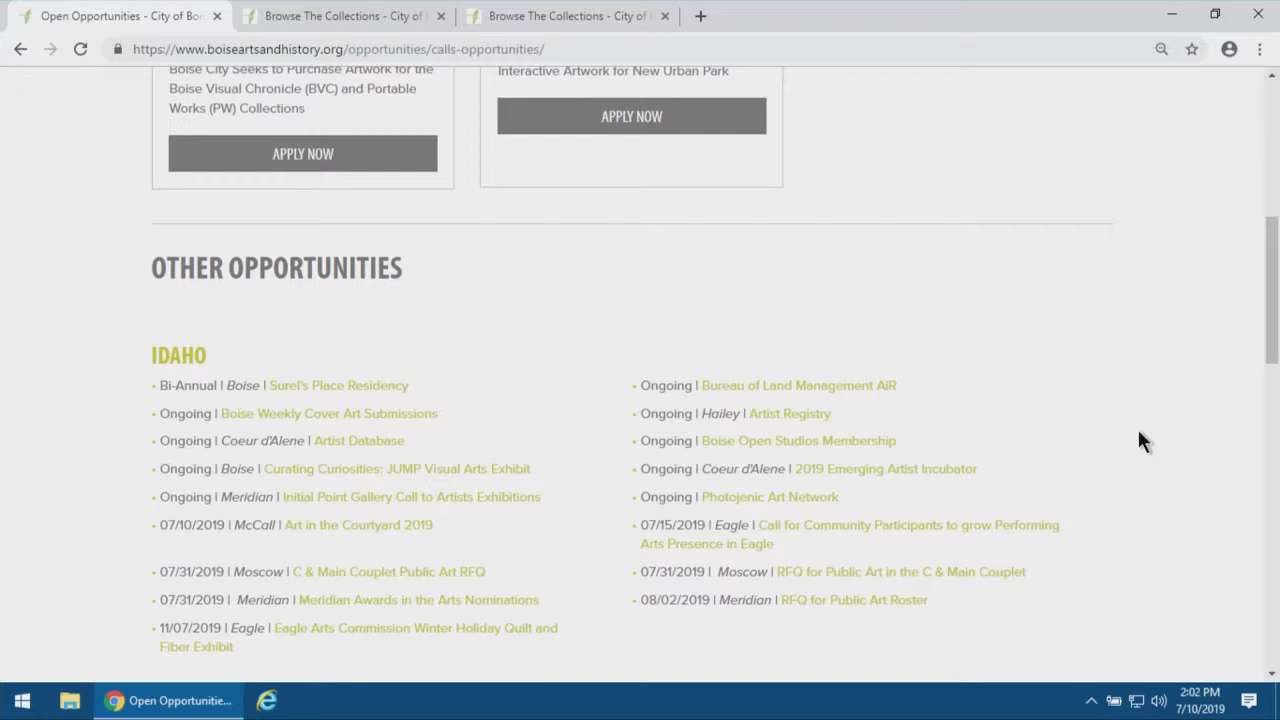 Open Opportunities - City of Boi
Browse The Collections - City of
Browse The Collections - City of
https://www.boiseartsandhistory.org/opportunities/calls-opportunities/
Boise City Seeks to Purchase Artwork for the
Boise Visual Chronicle (BVC) and Portable
Works (PW) Collections
APPLY NOW
Interactive Artwork for New Urban Park
APPLY NOW
OTHER OPPORTUNITIES
IDAHO
• Bi-Annual | Boise | Surel's Place Residency
• Ongoing | Boise Weekly Cover Art Submissions
• Ongoing | Coeur d'Alene | Artist Database
• Ongoing | Boise | Curating Curiosities: JUMP Visual Arts Exhibit
• Ongoing | Meridian | Initial Point Gallery Call to Artists Exhibitions
• 07/10/2019 | McCall | Art in the Courtyard 2019
• 07/31/2019 | Moscow | C & Main Couplet Public Art RFQ
• 07/31/2019 | Meridian | Meridian Awards in the Arts Nominations
• 11/07/2019 | Eagle | Eagle Arts Commission Winter Holiday Quilt and
Fiber Exhibit
• Ongoing | Bureau of Land Management AiR
• Ongoing | Hailey | Artist Registry
• Ongoing | Boise Open Studios Membership
• Ongoing | Coeur d'Alene | 2019 Emerging Artist Incubator
• Ongoing | Photojenic Art Network
• 07/15/2019 | Eagle | Call for Community Participants to grow Performing
Arts Presence in Eagle
• 07/31/2019 | Moscow | RFQ for Public Art in the C & Main Couplet
• 08/02/2019 | Meridian | RFQ for Public Art Roster
Open Opportunitie...
2:02 PM
7/10/2019